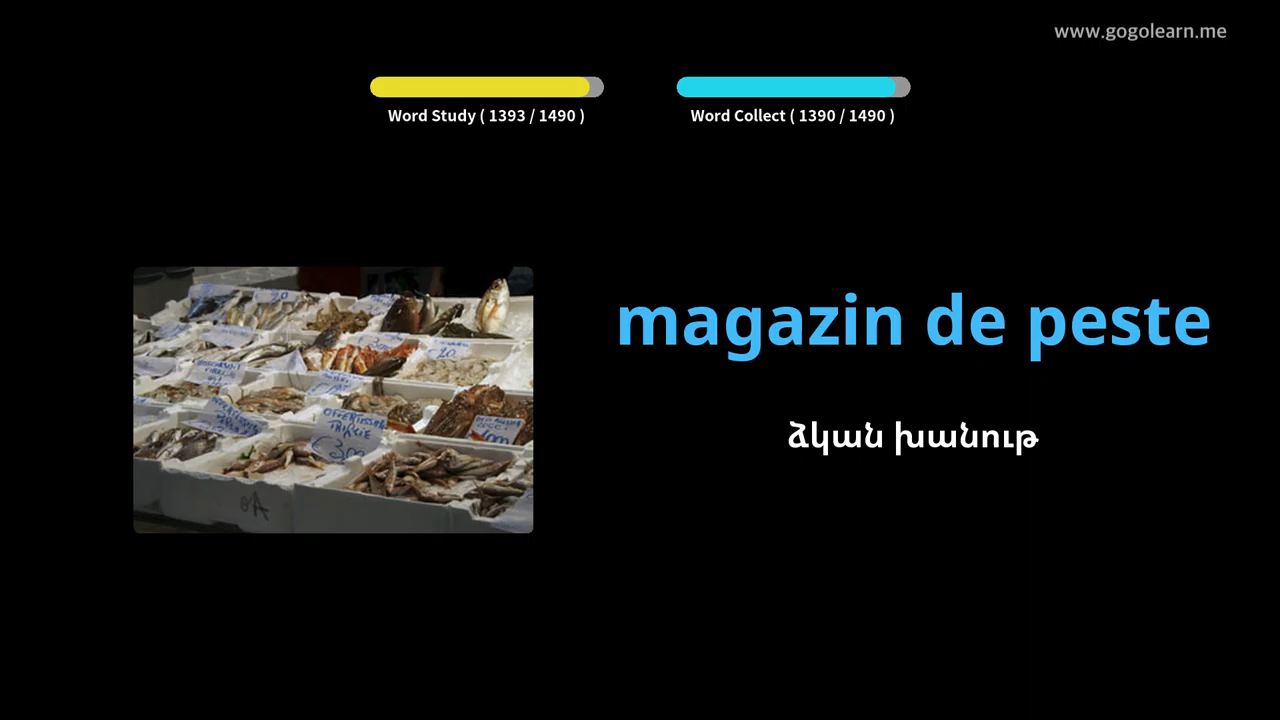 www.gogolearn.me
Word Study ( 1393 / 1490 )
Word Collect ( 1390 / 1490 )
magazin de peste
ձկան խանութ